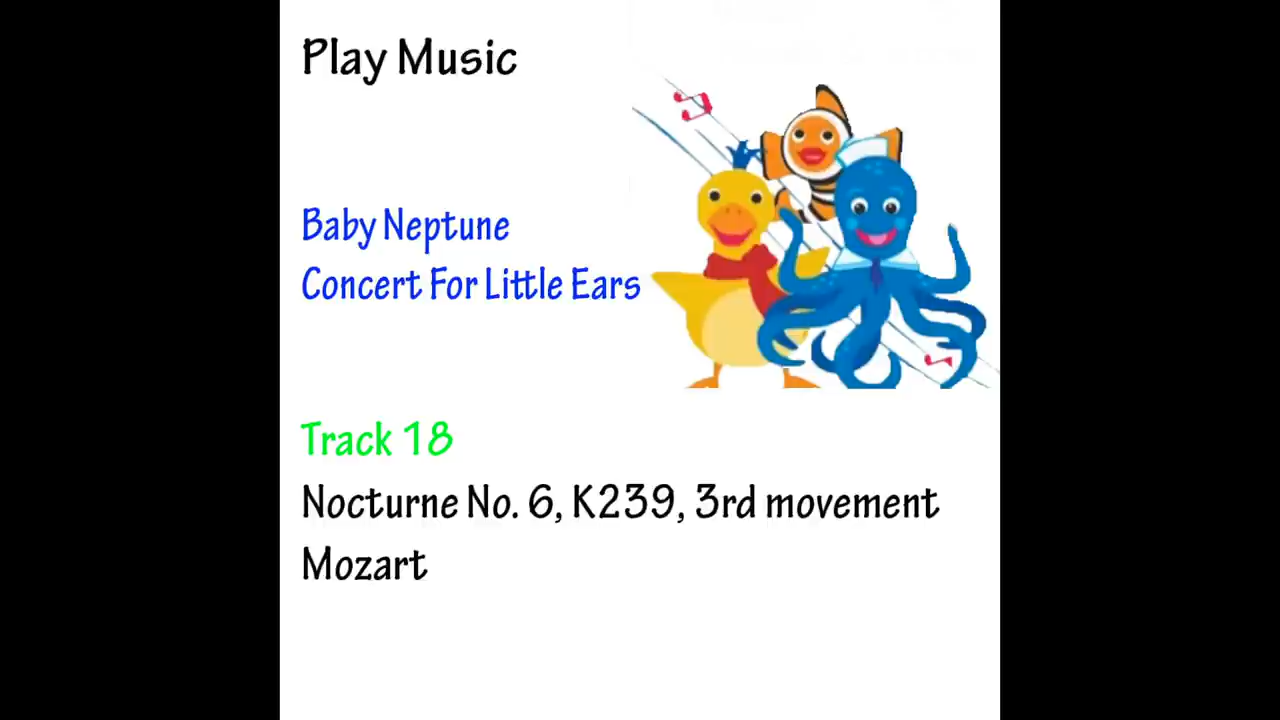 Play Music
Baby Neptune
Concert For Little Ears
Track 18
Nocturne No. 6, K239, 3rd movement
Mozart